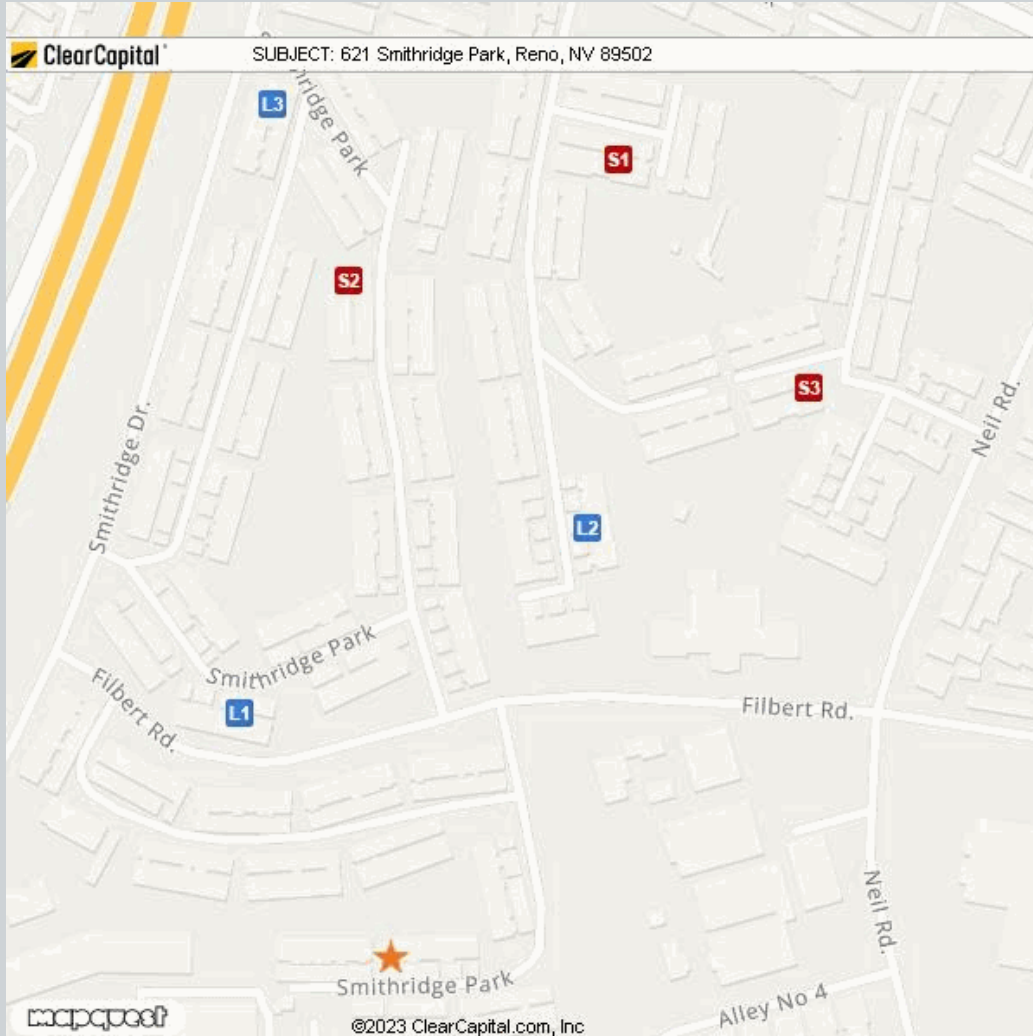 ClearCapital
SUBJECT: 621 Smithridge Park, Reno, NV 89502
L3
ridge Park
S1
S2
S3
Neil Rd.
Smithridge Dr.
L2
Smithridge Park
Filbert Rd.
L1
Filbert Rd.
Neil Rd.
Smithridge Park
Alley No 4
mapquest
©2023 ClearCapital.com, Inc